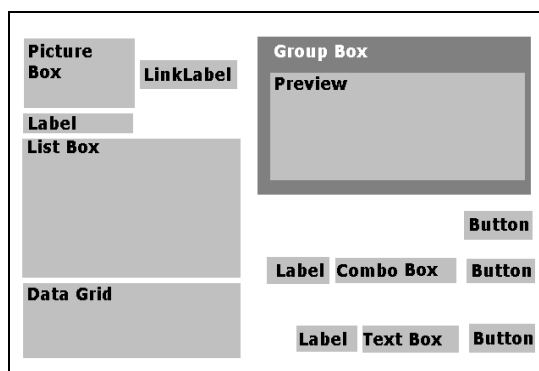 Picture
Box
LinkLabel
Label
List Box
Data Grid
Group Box
Preview
Button
Label Combo Box Button
Label Text Box Button